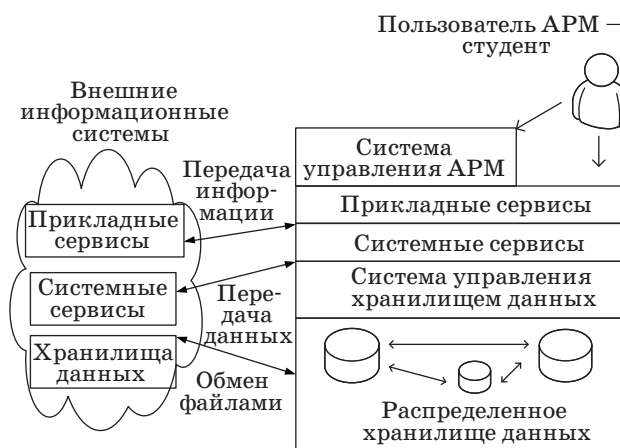 Пользователь АРМ —
студент
Внешние
информационные
системы
Система
управления АРМ
Передача
инфор-
мации
Прикладные
сервисы
Прикладные сервисы
Системные сервисы
Системные
сервисы
Система управления
хранилищем данных
Пере-
дача
данных
Хранилища
данных
Обмен
файлами
Распределенное
хранилище данных